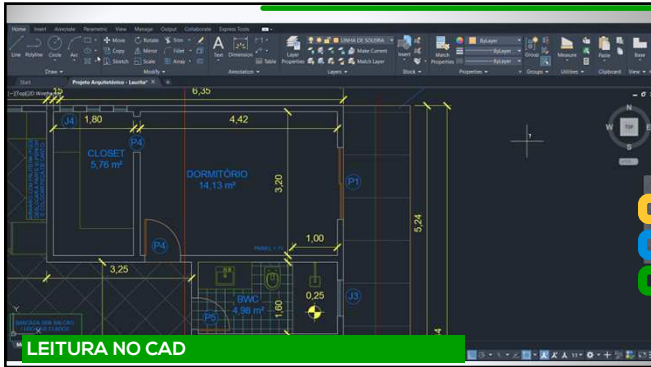 Home Insert Annotate Parametric View Manage Output Collaborate Express Tools
Line Polyline Circle Arc
Move Rotate Trim
Copy Mirror Fillet
Stretch Scale Array
Text Dimension
Table
Layer Properties
LINHA DE SOLEIRA
Make Current
Match Layer
Insert
Match Properties
ByLayer
ByLayer
ByLayer
Group
Measure
Paste
Base
Draw Modify Annotation Layers Block Properties Groups Utilities Clipboard View
Start Projeto Arquitetônico - Laurita*
15 6,35
J4 1,80 P4 4,42
N
W TOP E
S
CLOSET
5,76 m²
DORMITÓRIO
14,13 m²
3,20
P1
5,24
P4
1,00
3,25
BWC
4,98 m²
1,60
0,25
J3
P5
LEITURA NO CAD